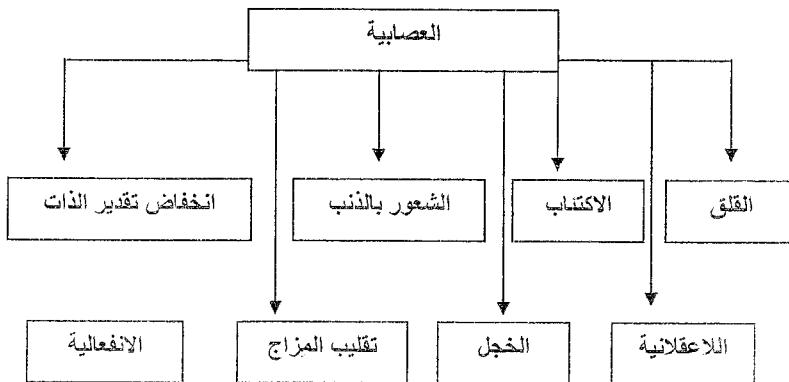 العصابية
القلق
الاكتئاب
الشعور بالذنب
انخفاض تقدير الذات
اللاعقلانية
الخجل
تقليب المزاج
الانفعالية